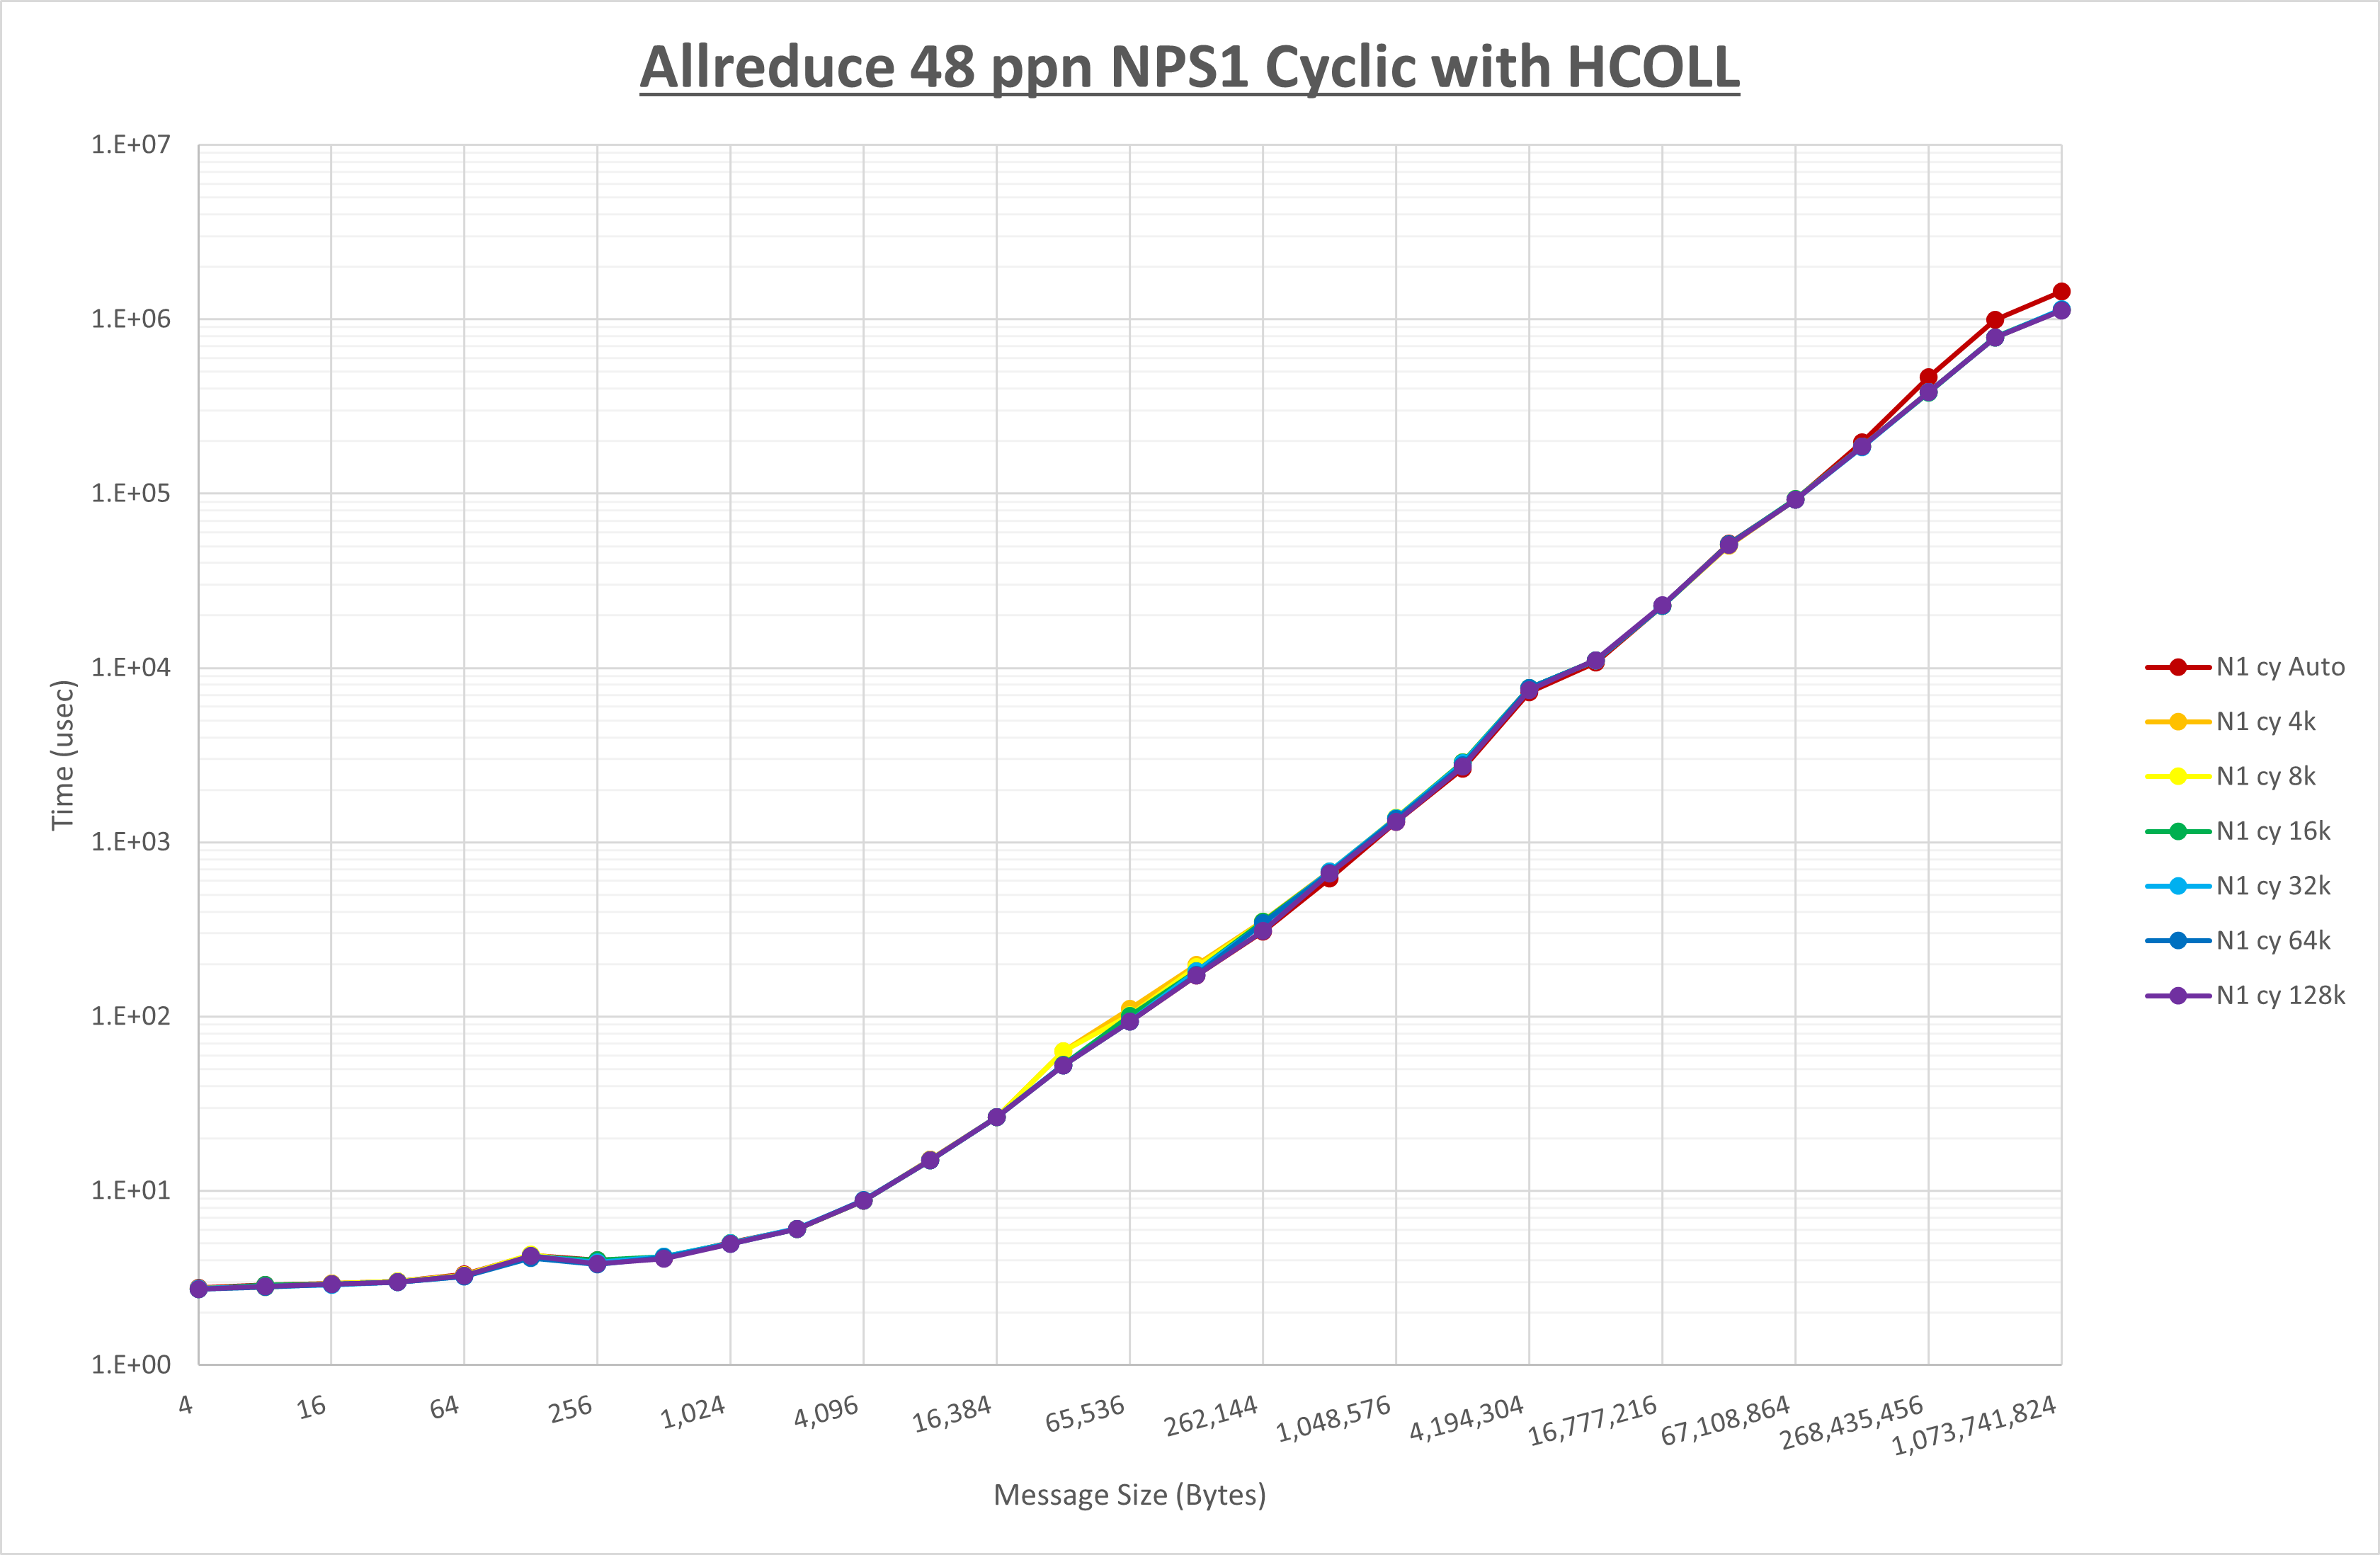 Allreduce 48 ppn NPS1 Cyclic with HCOLL
1.E+07
1.E+06
1.E+05
1.E+04
1.E+03
1.E+02
1.E+01
1.E+00
Time (usec)
4
16
64
256
1,024
4,096
16,384
65,536
262,144
1,048,576
4,194,304
16,777,216
67,108,864
268,435,456
1,073,741,824
Message Size (Bytes)
N1 cy Auto
N1 cy 4k
N1 cy 8k
N1 cy 16k
N1 cy 32k
N1 cy 64k
N1 cy 128k